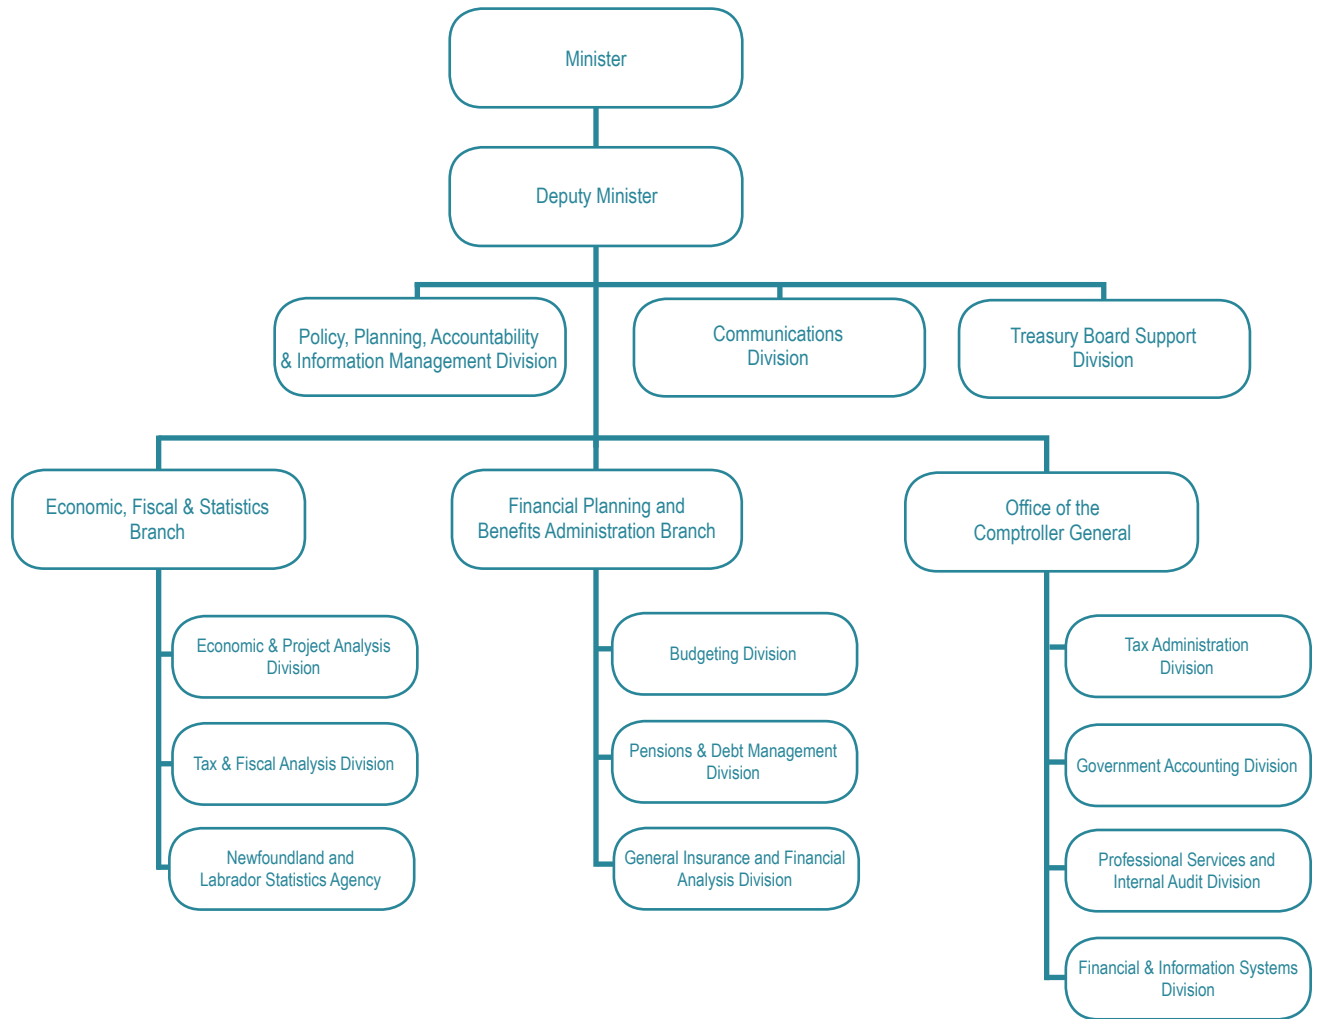 Minister
Deputy Minister
Policy, Planning, Accountability
& Information Management Division
Communications
Division
Treasury Board Support
Division
Economic, Fiscal & Statistics
Branch
Financial Planning and
Benefits Administration Branch
Office of the
Comptroller General
Economic & Project Analysis
Division
Tax & Fiscal Analysis Division
Newfoundland and
Labrador Statistics Agency
Budgeting Division
Pensions & Debt Management
Division
General Insurance and Financial
Analysis Division
Tax Administration
Division
Government Accounting Division
Professional Services and
Internal Audit Division
Financial & Information Systems
Division